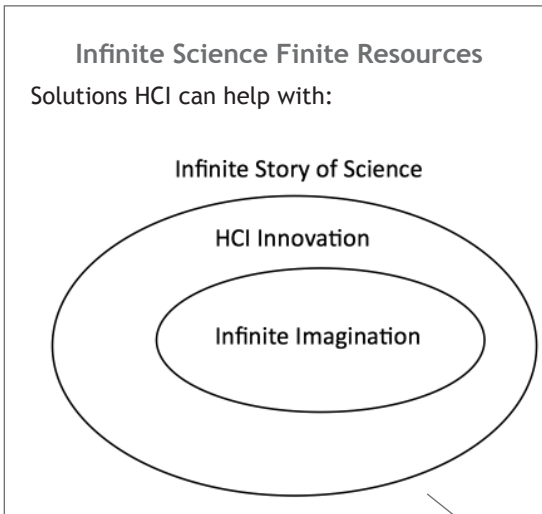 Infinite Science Finite Resources
Solutions HCI can help with:
Infinite Story of Science
HCI Innovation
Infinite Imagination